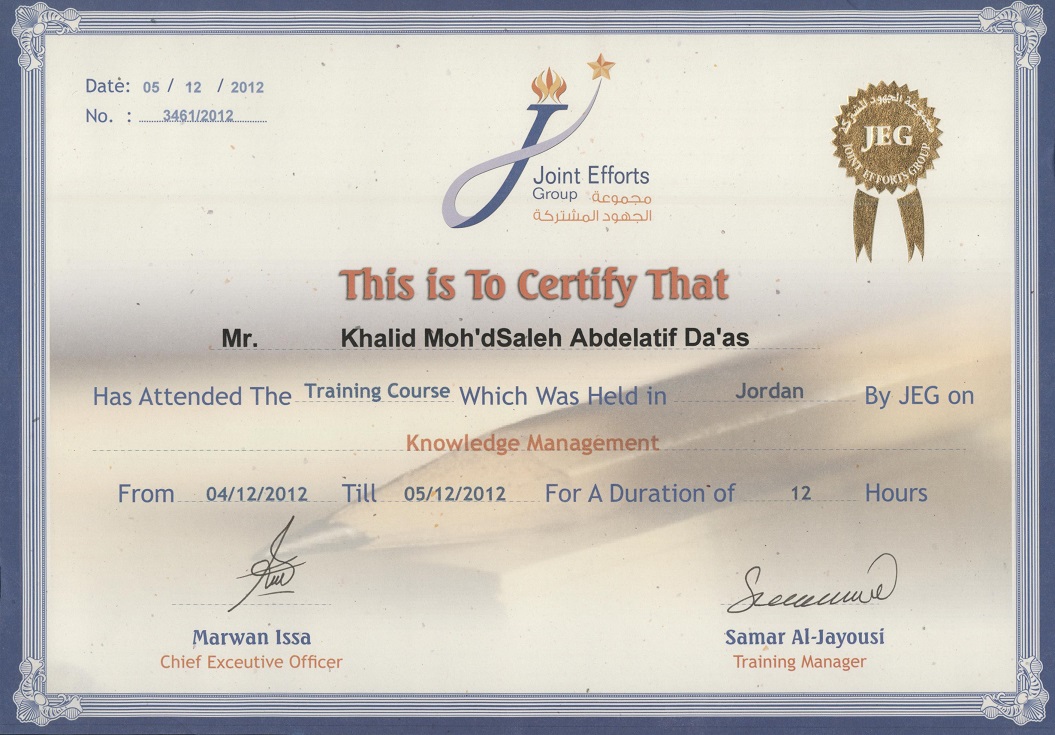 Date: 05 / 12 / 2012
No. : 3461/2012
Joint Efforts
Group مجموعة
الجهود المشتركة
JEG
JOINT EFFORTS GROUP
This is To Certify That
Mr. Khalid Moh'dSaleh Abdelatif Da'as
Has Attended The Training Course Which Was Held in Jordan By JEG on
Knowledge Management
From 04/12/2012 Till 05/12/2012 For A Duration of 12 Hours
Marwan Issa
Chief Exceutive Officer
Samar Al-Jayousi
Training Manager